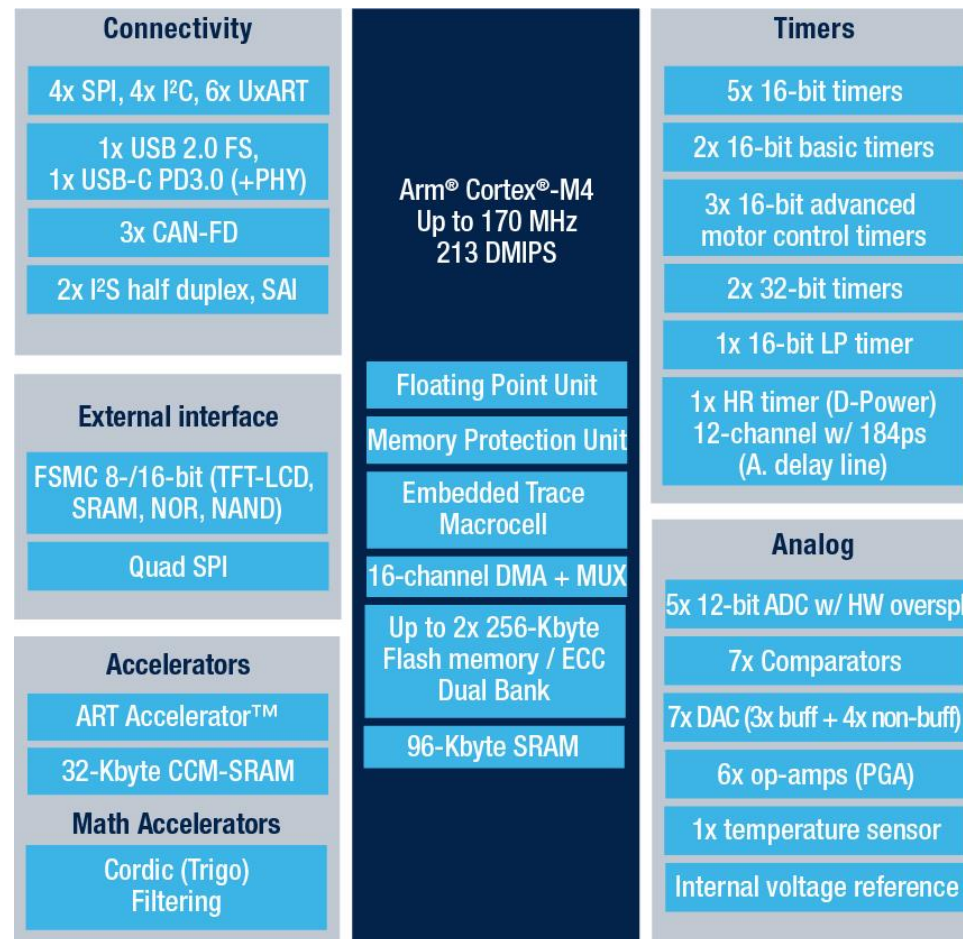 Connectivity
4x SPI, 4x I²C, 6x UxART
1x USB 2.0 FS,
1x USB-C PD3.0 (+PHY)
3x CAN-FD
2x I²S half duplex, SAI
External interface
FSMC 8-/16-bit (TFT-LCD,
SRAM, NOR, NAND)
Quad SPI
Accelerators
ART Accelerator™
32-Kbyte CCM-SRAM
Math Accelerators
Cordic (Trigo)
Filtering
Arm® Cortex®-M4
Up to 170 MHz
213 DMIPS
Floating Point Unit
Memory Protection Unit
Embedded Trace
Macrocell
16-channel DMA + MUX
Up to 2x 256-Kbyte
Flash memory / ECC
Dual Bank
96-Kbyte SRAM
Timers
5x 16-bit timers
2x 16-bit basic timers
3x 16-bit advanced
motor control timers
2x 32-bit timers
1x 16-bit LP timer
1x HR timer (D-Power)
12-channel w/ 184ps
(A. delay line)
Analog
5x 12-bit ADC w/ HW overspl
7x Comparators
7x DAC (3x buff + 4x non-buff)
6x op-amps (PGA)
1x temperature sensor
Internal voltage reference